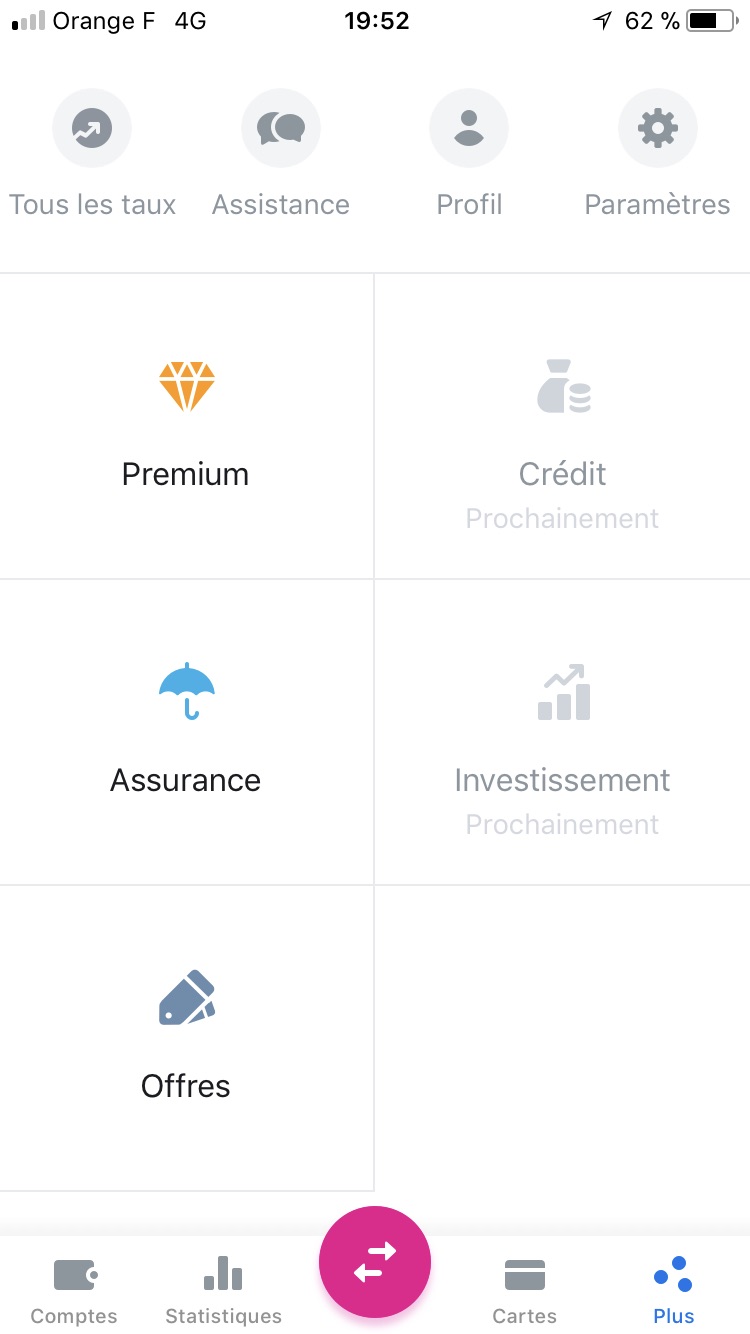 Orange F 4G 19:52 62 %
Tous les taux Assistance Profil Paramètres
Premium Crédit
Prochainement
Assurance Investissement
Prochainement
Offres
Comptes Statistiques Cartes Plus